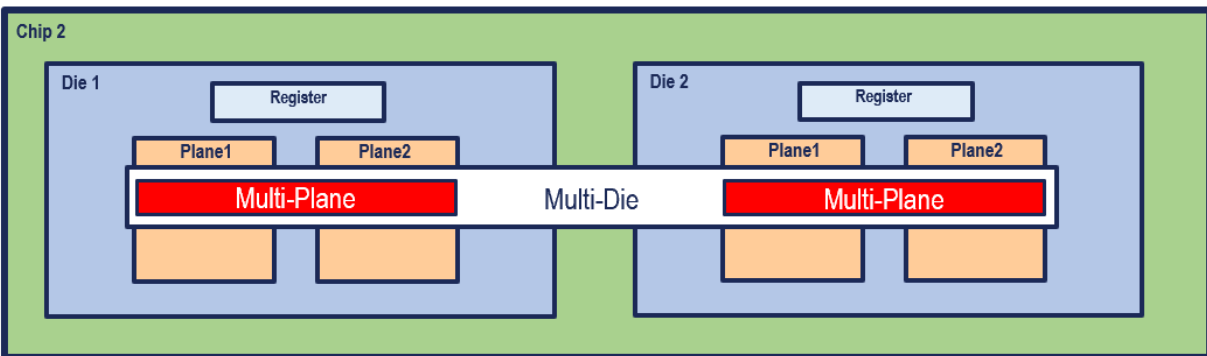 Chip 2
Die 1
Register
Plane1
Plane2
Multi-Plane
Multi-Die
Die 2
Register
Plane1
Plane2
Multi-Plane